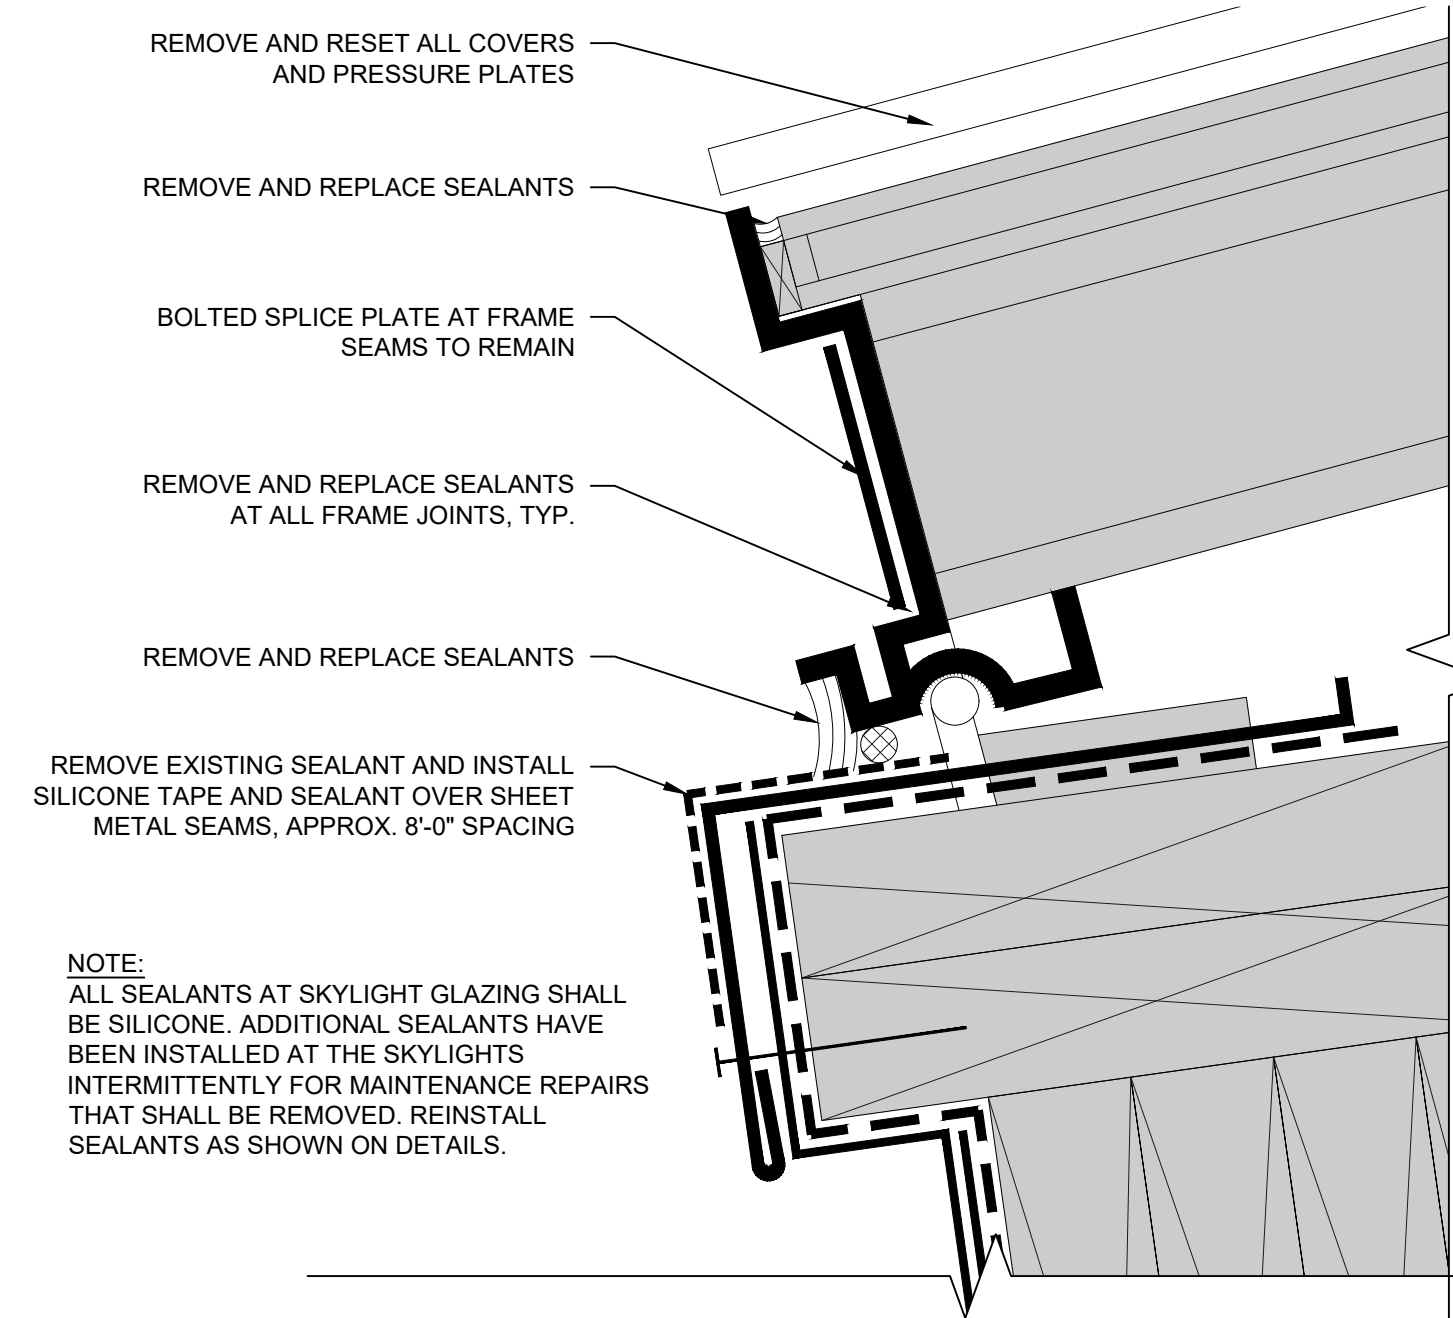 REMOVE AND RESET ALL COVERS
AND PRESSURE PLATES
REMOVE AND REPLACE SEALANTS
BOLTED SPLICE PLATE AT FRAME
SEAMS TO REMAIN
REMOVE AND REPLACE SEALANTS
AT ALL FRAME JOINTS, TYP.
REMOVE AND REPLACE SEALANTS
REMOVE EXISTING SEALANT AND INSTALL
SILICONE TAPE AND SEALANT OVER SHEET
METAL SEAMS, APPROX. 8'-0" SPACING
NOTE:
ALL SEALANTS AT SKYLIGHT GLAZING SHALL
BE SILICONE. ADDITIONAL SEALANTS HAVE
BEEN INSTALLED AT THE SKYLIGHTS
INTERMITTENTLY FOR MAINTENANCE REPAIRS
THAT SHALL BE REMOVED. REINSTALL
SEALANTS AS SHOWN ON DETAILS.